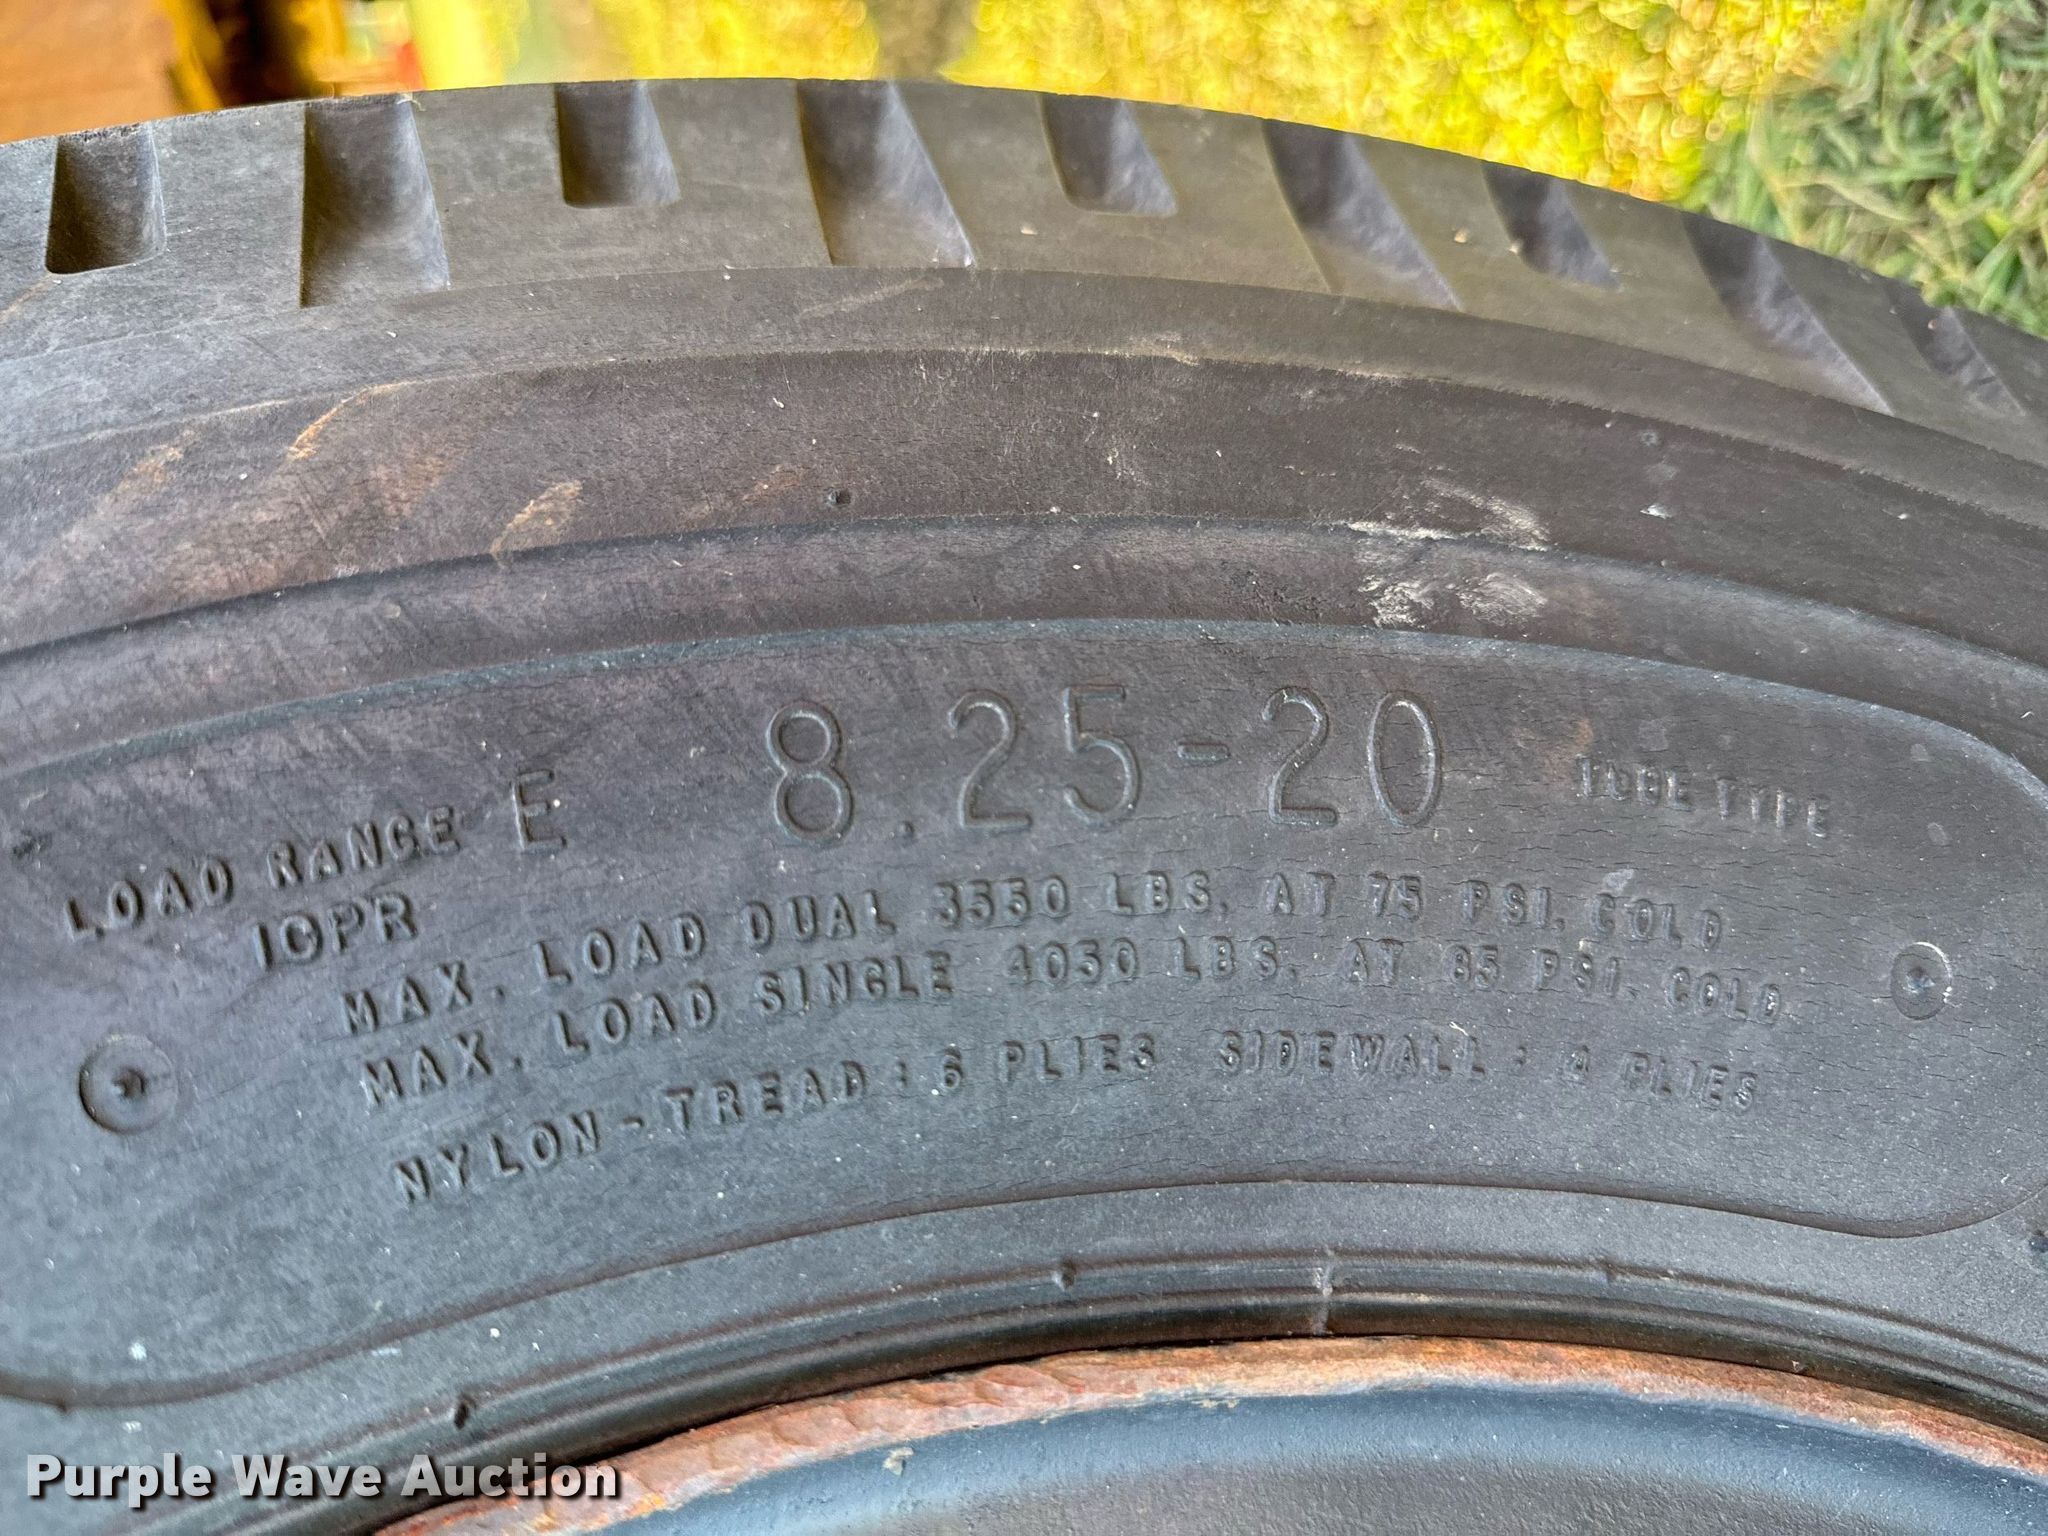 LOAD RANGE E 8.25-20 TUBE TYPE
10PR
MAX. LOAD DUAL 3550 LBS. AT 75 PSI. COLD
MAX. LOAD SINGLE 4050 LBS. AT 85 PSI. COLD
NYLON-TREAD: 6 PLIES SIDEWALL: 4 PLIES
Purple Wave Auction